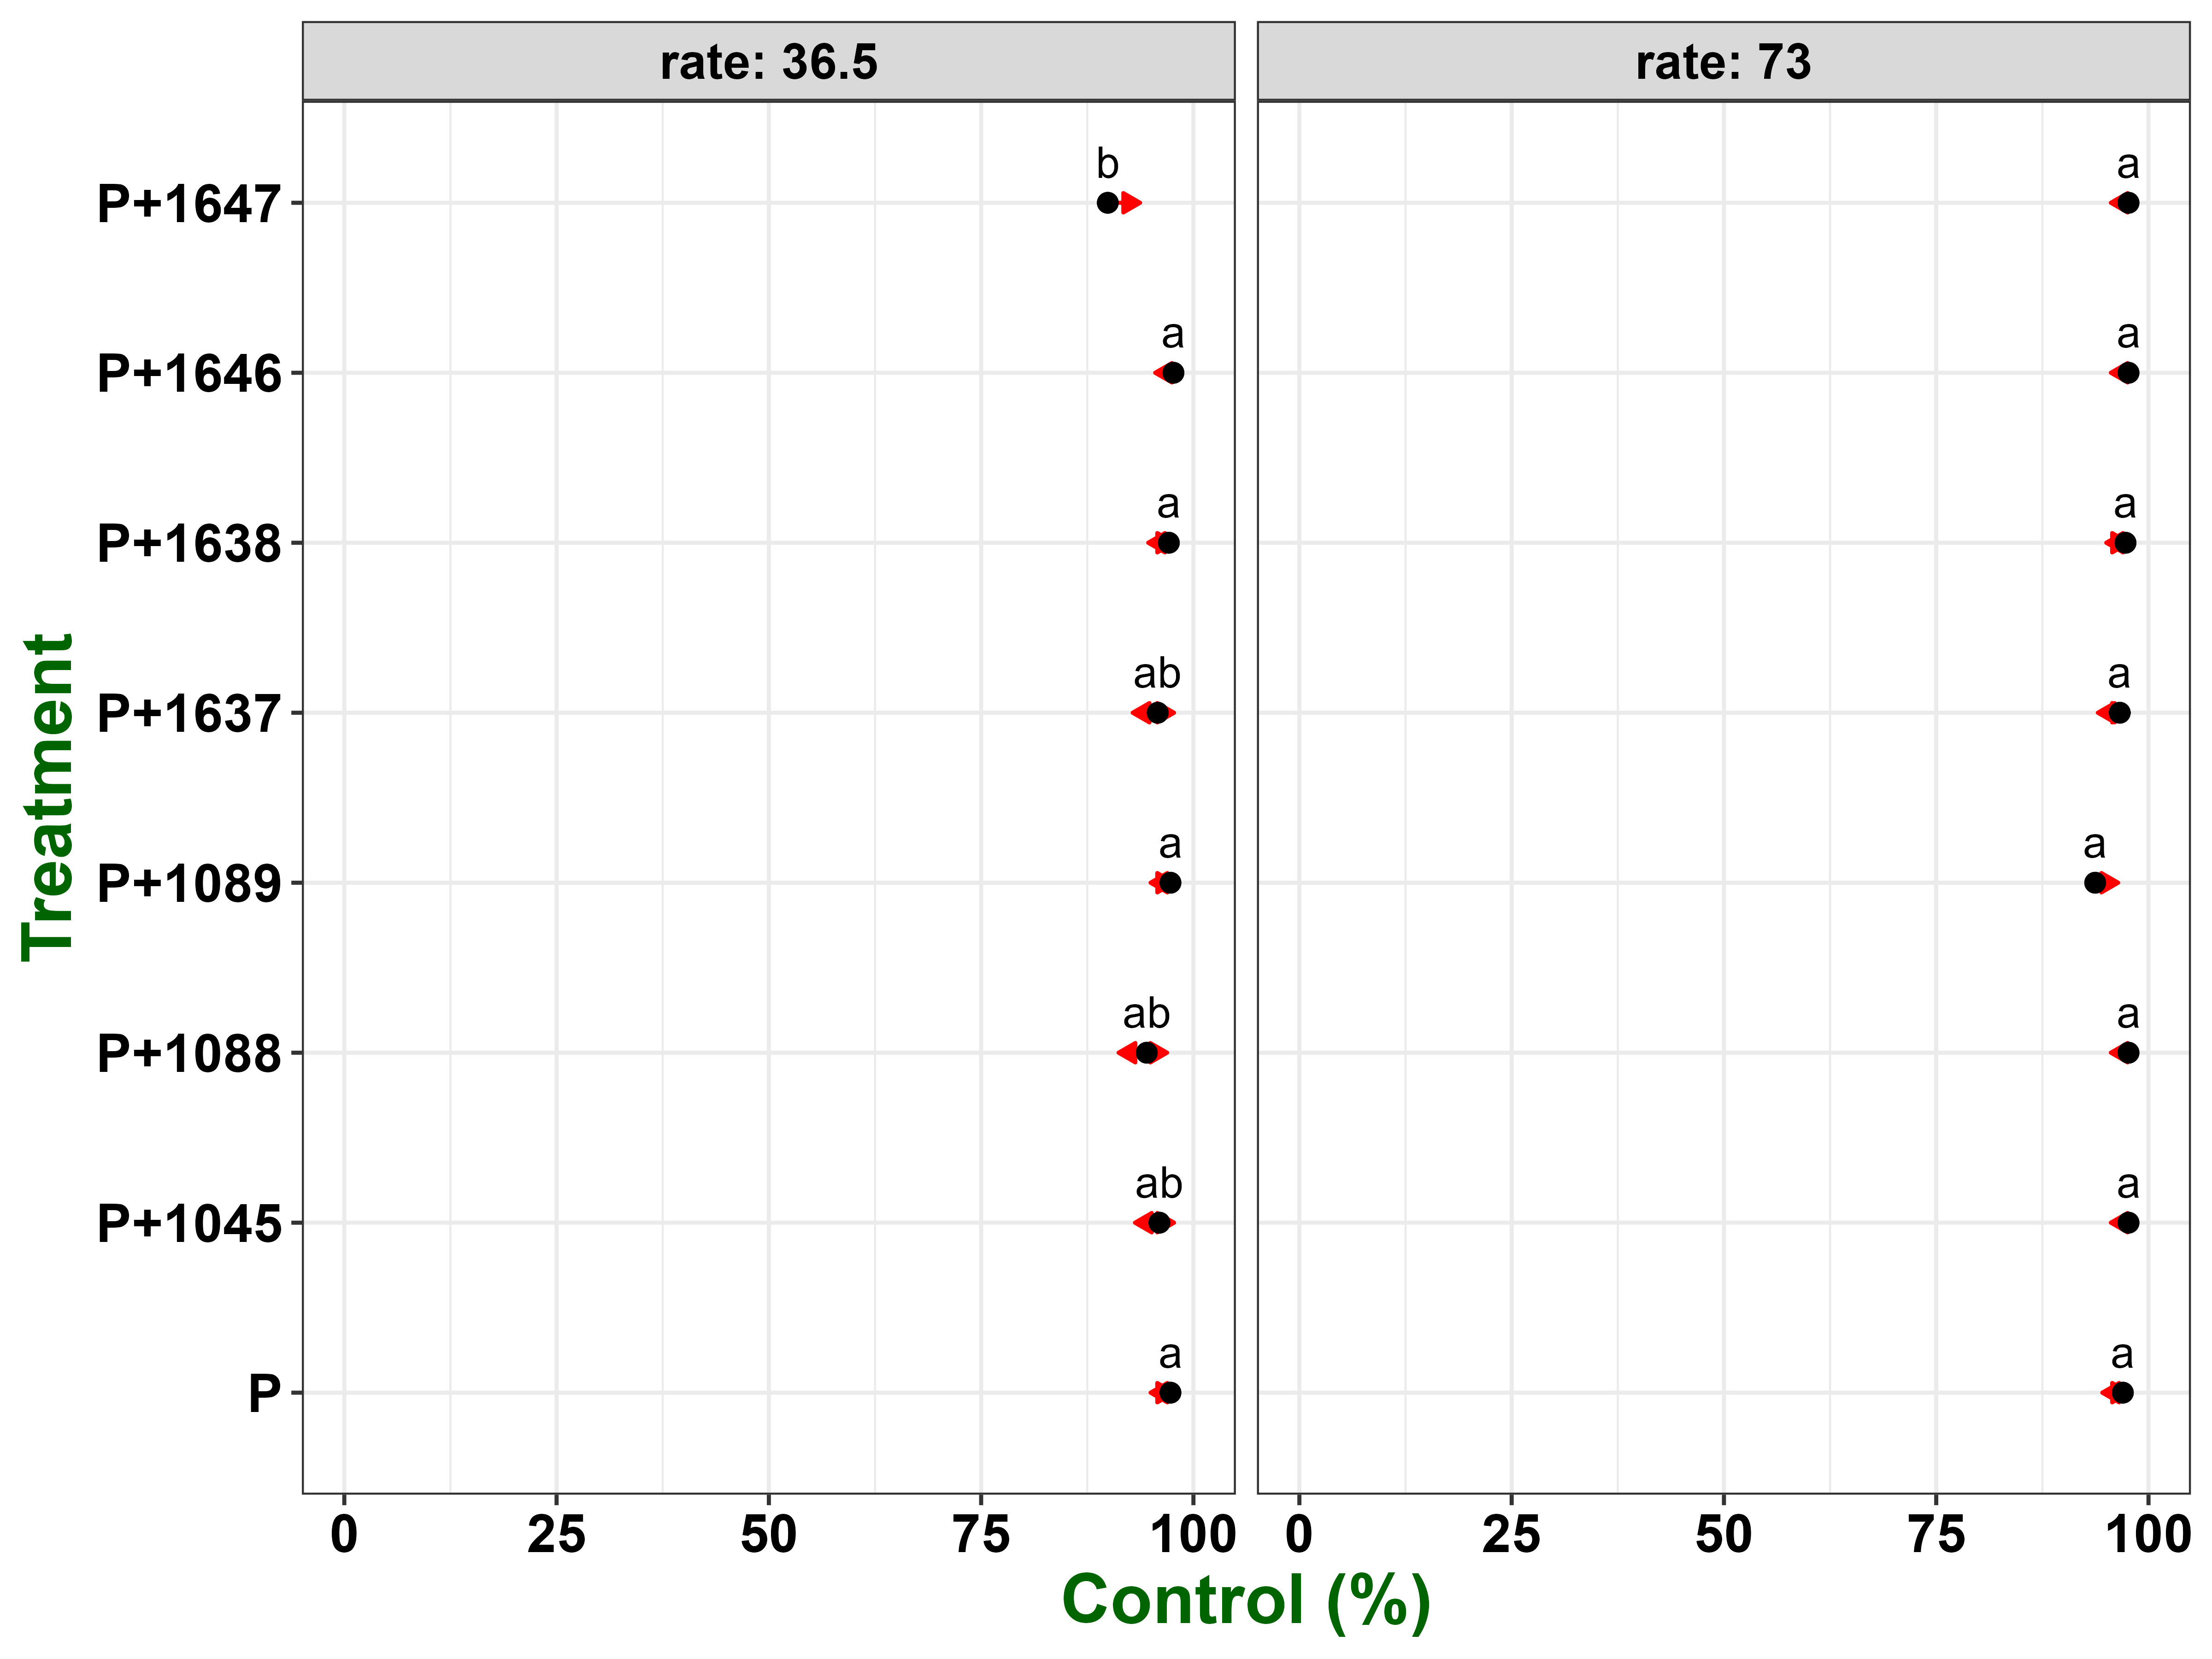 rate: 36.5 rate: 73
P+1647 b a
P+1646 a a
P+1638 a a
P+1637 ab a
P+1089 a a
P+1088 ab a
P+1045 ab a
P a a
0 25 50 75 100 0 25 50 75 100
Control (%)
Treatment